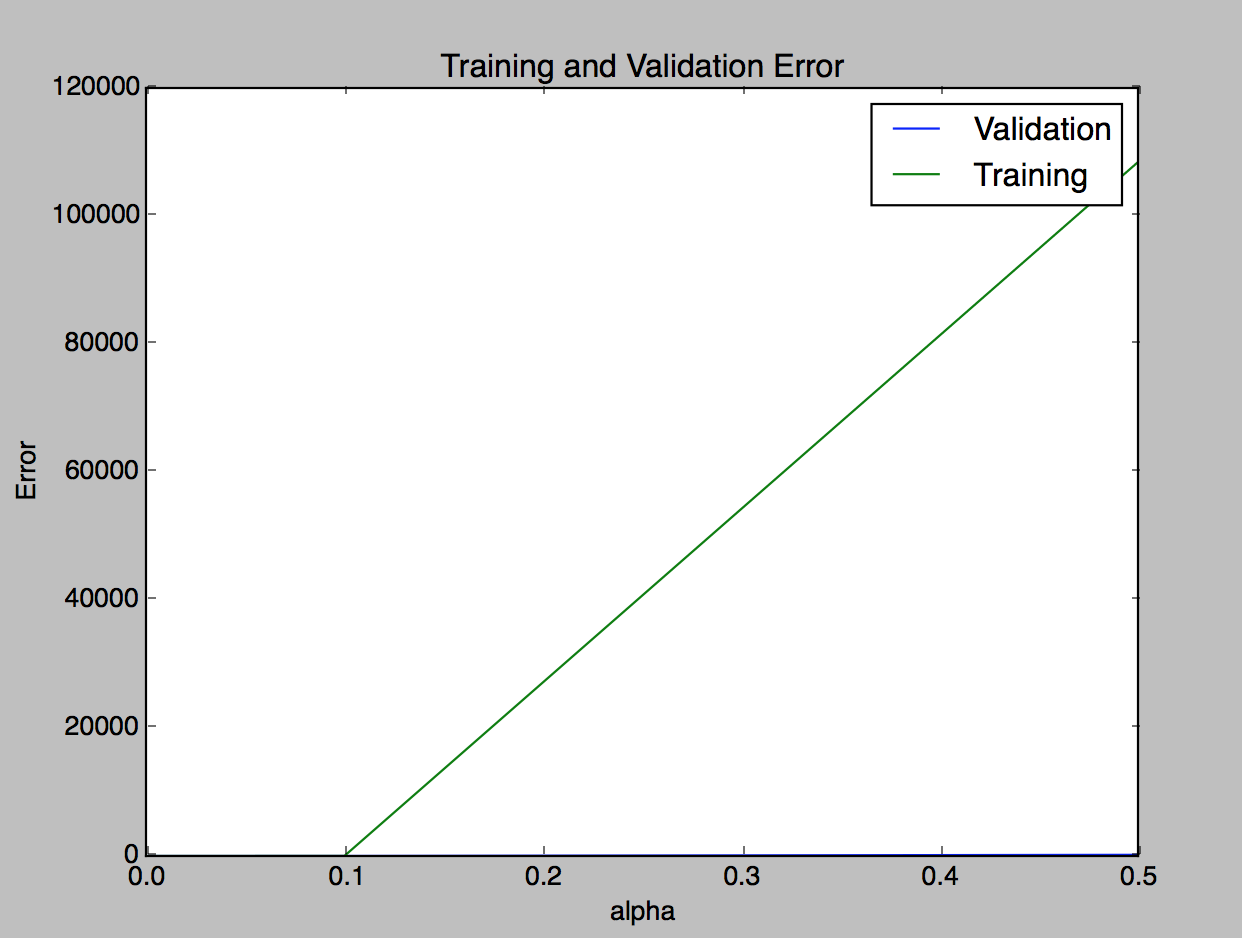 Training and Validation Error
120000
100000
80000
60000
40000
20000
0
Error
Validation
Training
0.0 0.1 0.2 0.3 0.4 0.5
alpha